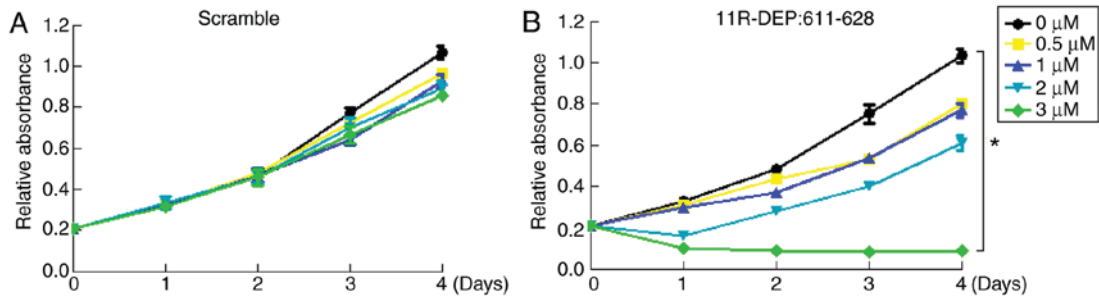 A
Scramble
Relative absorbance
1.2
1.0
0.8
0.6
0.4
0.2
0.0
0 1 2 3 4 (Days)
B
11R-DEP:611-628
Relative absorbance
1.2
1.0
0.8
0.6
0.4
0.2
0.0
0 1 2 3 4 (Days)
*
0 μM
0.5 μM
1 μM
2 μM
3 μM